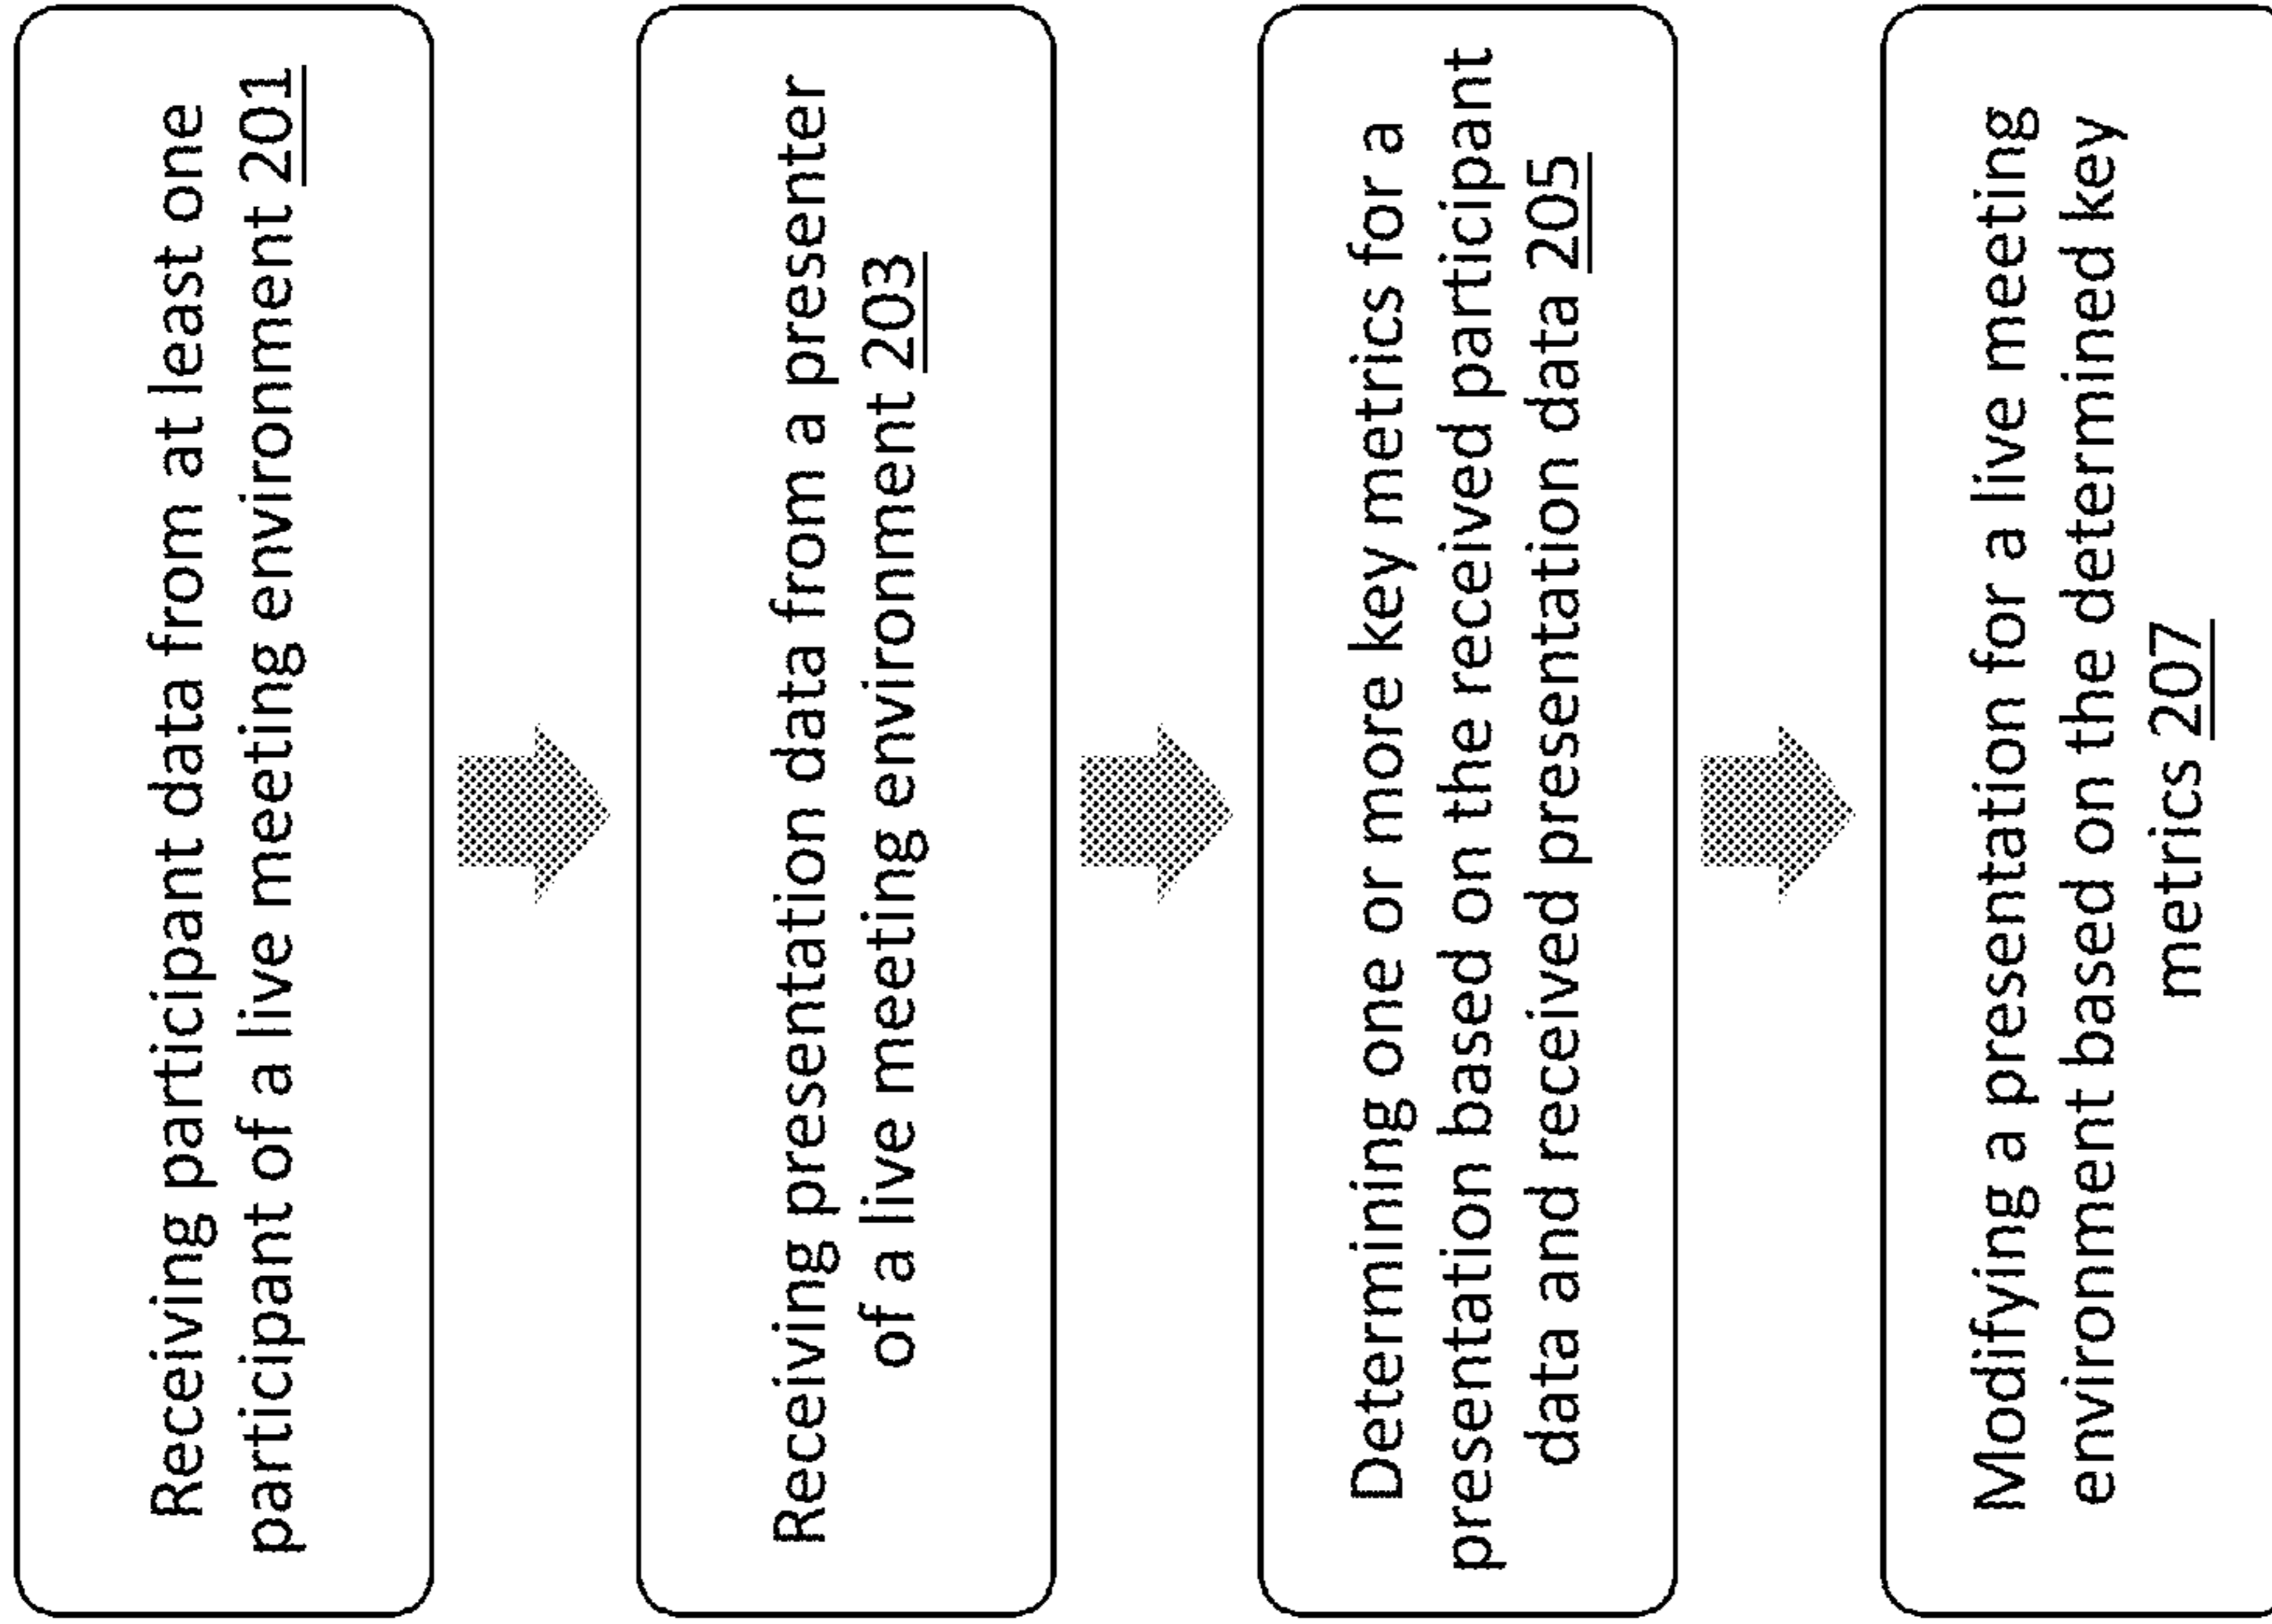 Receiving participant data from at least one
participant of a live meeting environment 201
Receiving presentation data from a presenter
of a live meeting environment 203
Determining one or more key metrics for a
presentation based on the received participant
data and received presentation data 205
Modifying a presentation for a live meeting
environment based on the determined key
metrics 207